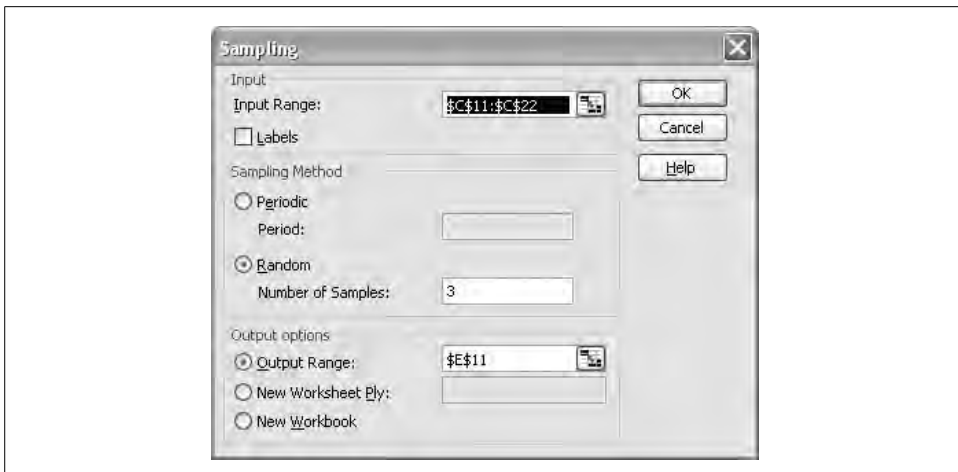 Sampling
Input
Input Range: $C$11:$C$22
Labels
OK
Cancel
Help
Sampling Method
Periodic
Period:
Random
Number of Samples: 3
Output options
Output Range: $E$11
New Worksheet Ply:
New Workbook